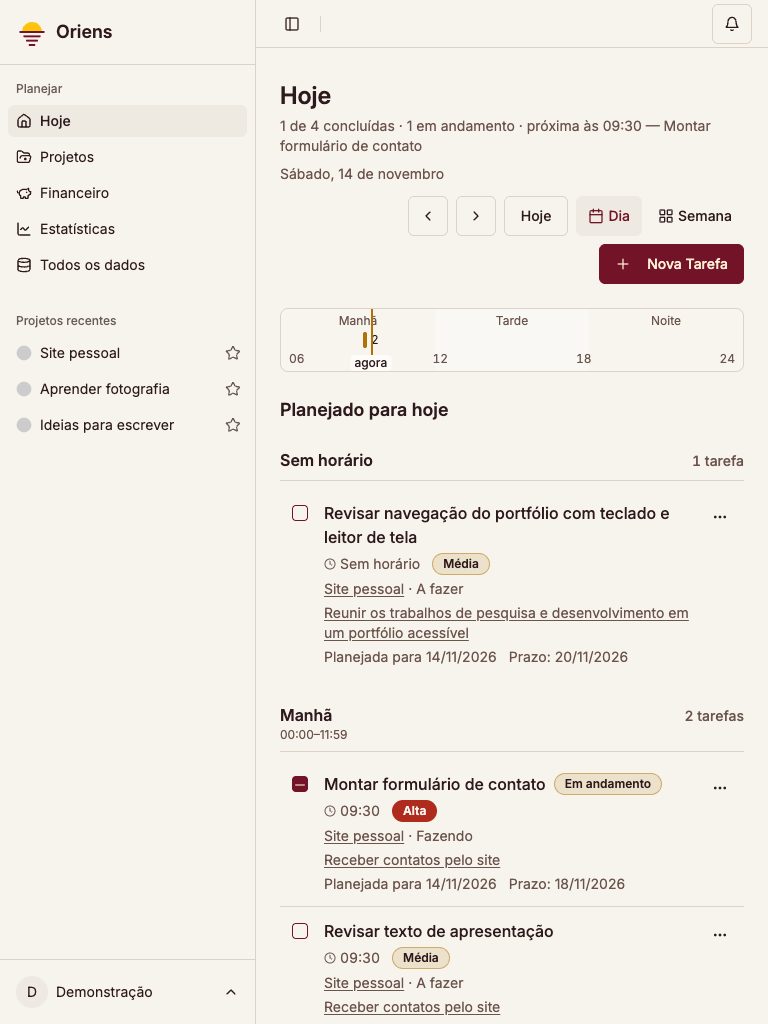 Oriens
Planejar
Hoje
Projetos
Financeiro
Estatísticas
Todos os dados
Projetos recentes
Site pessoal
Aprender fotografia
Ideias para escrever
D Demonstração
Hoje
1 de 4 concluídas · 1 em andamento · próxima às 09:30 — Montar
formulário de contato
Sábado, 14 de novembro
Hoje Dia Semana
+ Nova Tarefa
Manhã Tarde Noite
2
06 12 18 24
agora
Planejado para hoje
Sem horário 1 tarefa
Revisar navegação do portfólio com teclado e
leitor de tela
Sem horário Média
Site pessoal · A fazer
Reunir os trabalhos de pesquisa e desenvolvimento em
um portfólio acessível
Planejada para 14/11/2026 Prazo: 20/11/2026
Manhã 2 tarefas
00:00–11:59
Montar formulário de contato Em andamento
09:30 Alta
Site pessoal · Fazendo
Receber contatos pelo site
Planejada para 14/11/2026 Prazo: 18/11/2026
Revisar texto de apresentação
09:30 Média
Site pessoal · A fazer
Receber contatos pelo site